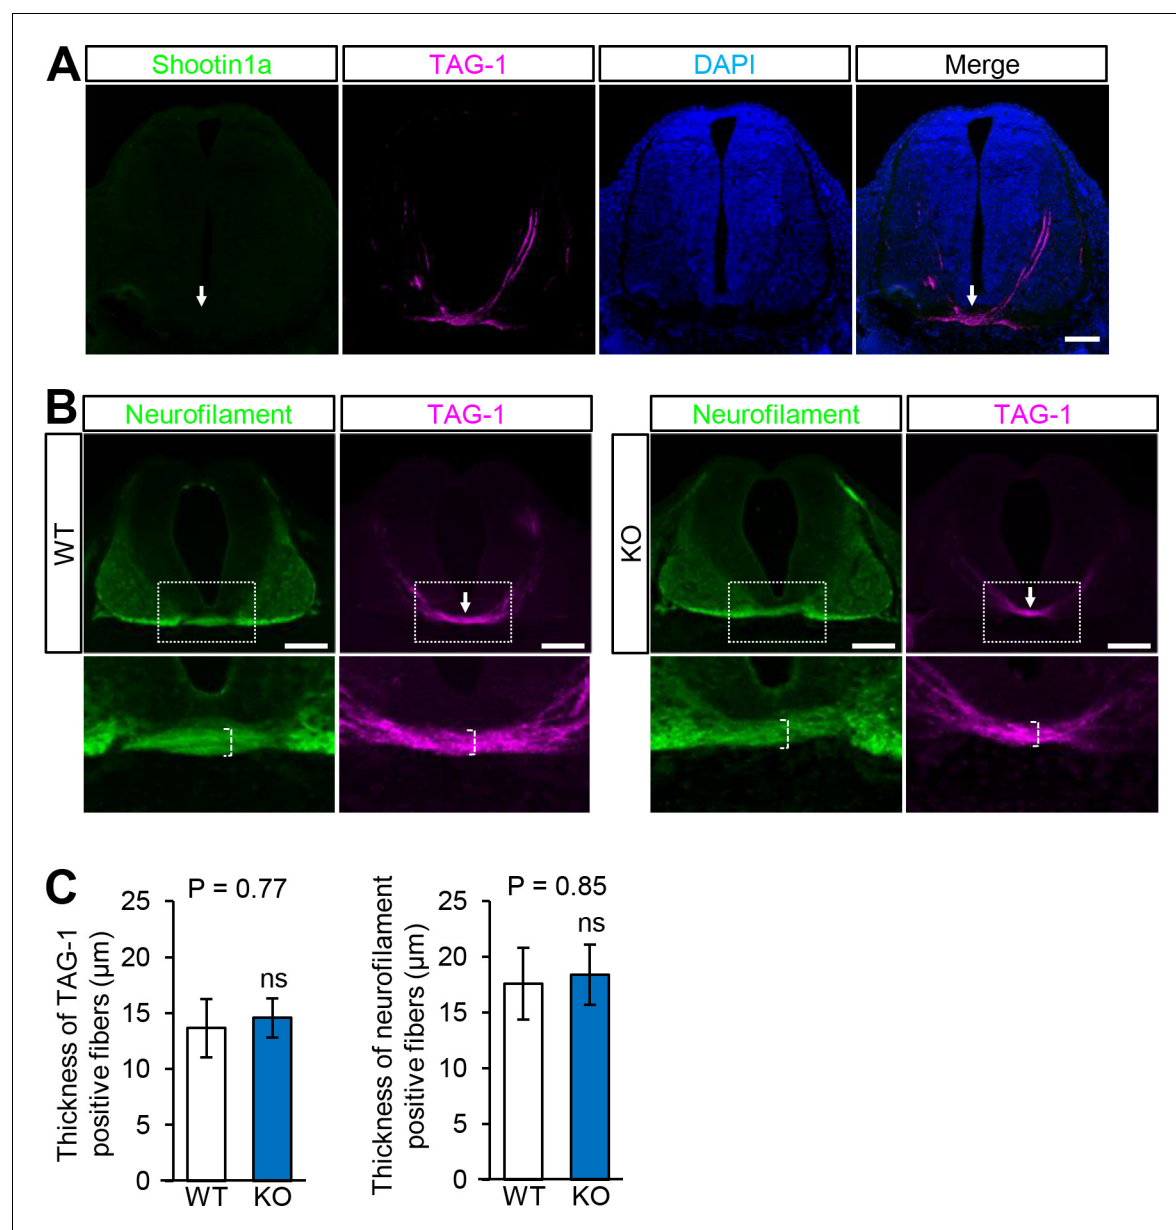 A
Shootin1a
TAG-1
DAPI
Merge
B
Neurofilament
TAG-1
Neurofilament
TAG-1
WT
KO
C
P = 0.77
Thickness of TAG-1
positive fibers (µm)
25
20
15
10
5
0
ns
WT
KO
P = 0.85
Thickness of neurofilament
positive fibers (µm)
25
20
15
10
5
0
ns
WT
KO